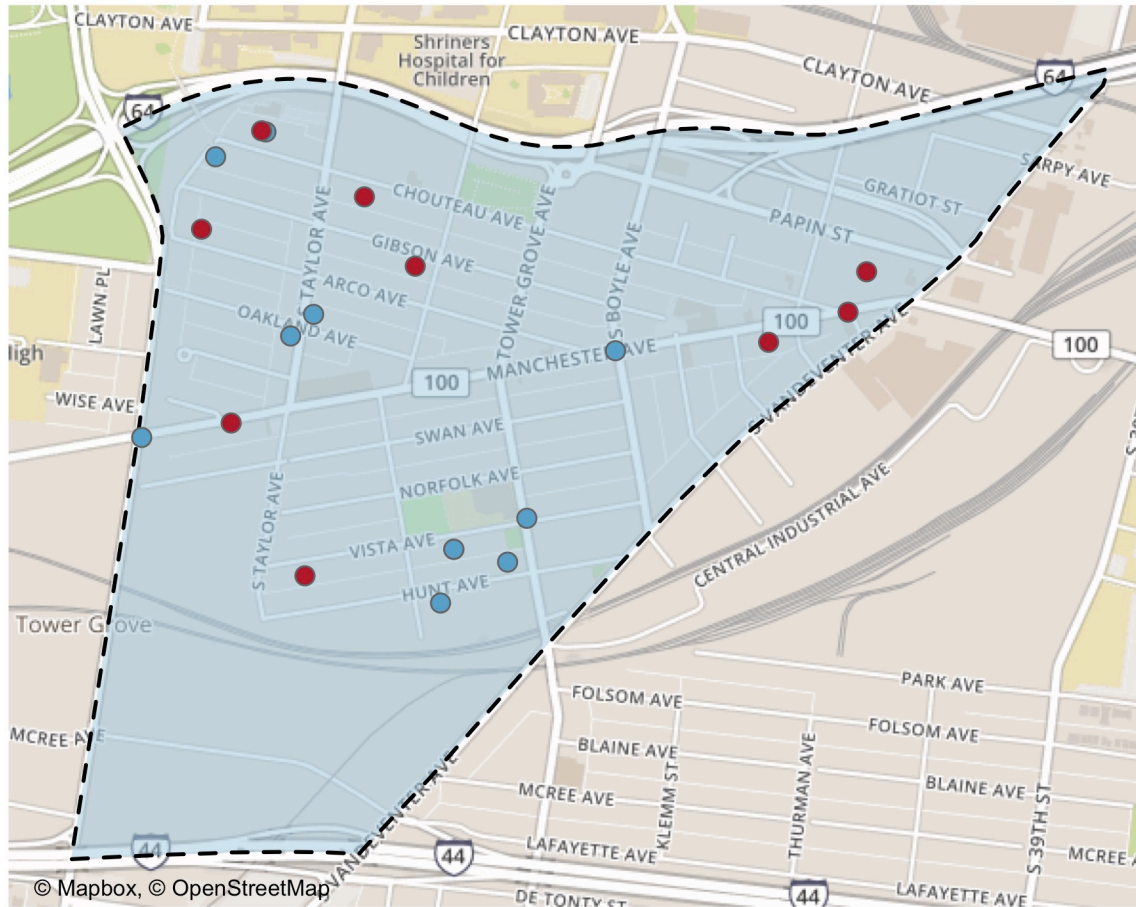 CLAYTON AVE
CLAYTON AVE
Shriners
Hospital for
Children
CLAYTON AVE
64
64
SARPY AVE
GRATIOT ST
CHOUTEAU AVE
PAPIN ST
GIBSON AVE
S TAYLOR AVE
TOWER GROVE AVE
S BOYLE AVE
ARCO AVE
LAWN PL
OAKLAND AVE
100
MANCHESTER AVE
100
100
High
S VANDEVENTER AVE
WISE AVE
SWAN AVE
NORFOLK AVE
S TAYLOR AVE
VISTA AVE
CENTRAL INDUSTRIAL AVE
HUNT AVE
Tower Grove
PARK AVE
FOLSOM AVE
FOLSOM AVE
MCREE AVE
BLAINE AVE
BLAINE AVE
KLEMM ST
THURMAN AVE
S 39TH ST
MCREE AVE
S VANDEVENTER AVE
44
44
LAFAYETTE AVE
MCREE A
LAFAYETTE AVE
44
DE TONTY ST
© Mapbox, © OpenStreetMap